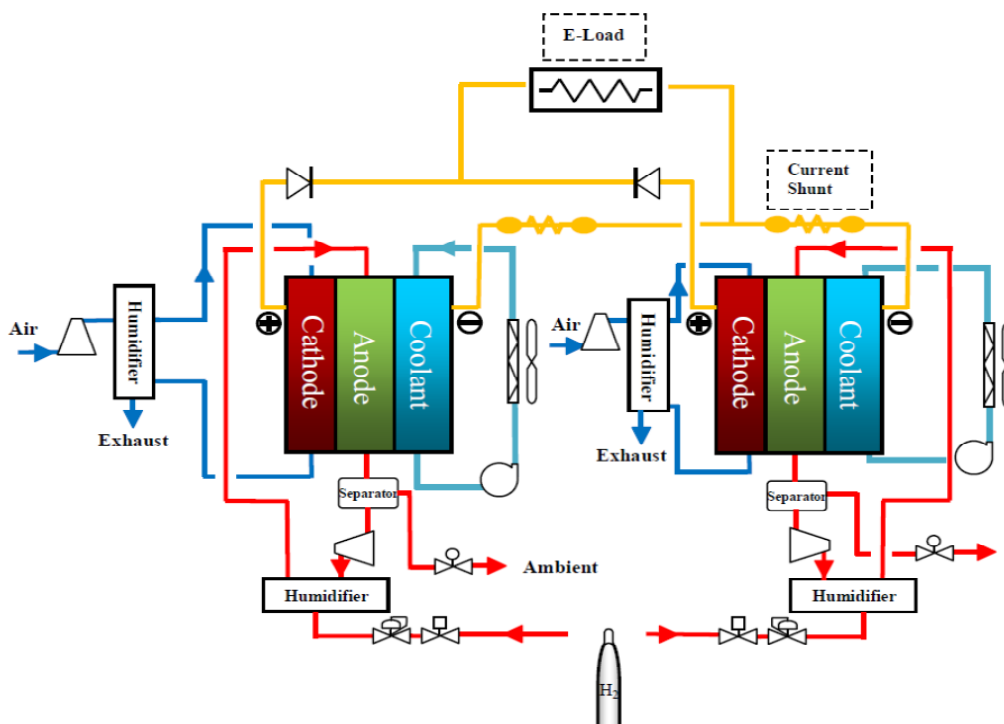 E-Load
Current
Shunt
Air
Humidifier
Exhaust
Cathode
Anode
Coolant
Air
Humidifier
Exhaust
Cathode
Anode
Coolant
Separator
Separator
Ambient
Humidifier
Humidifier
H2